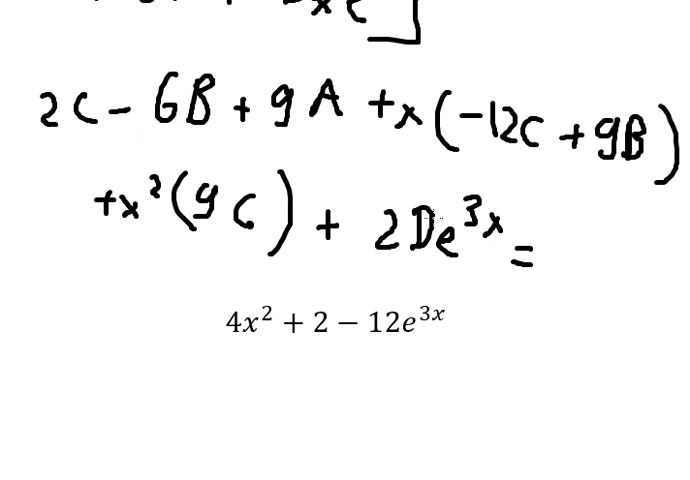 2C - 6B + 9A + x(-12C + 9B)
+x²(9C) + 2De³ˣ =
4x² + 2 − 12e³ˣ